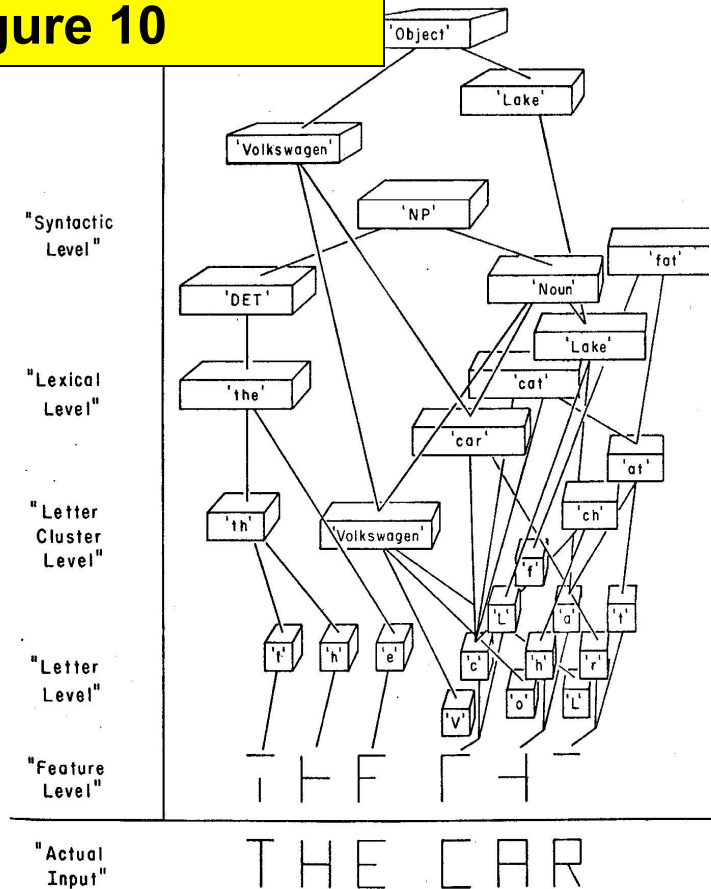 gure 10
'Object'
'Lake'
'Volkswagen'
"Syntactic
Level"
'NP'
'fat'
'DET'
'Noun'
'Lake'
"Lexical
Level"
'the'
'cat'
'car'
'at'
"Letter
Cluster
Level"
'th'
'Volkswagen'
'ch'
'f'
'L'
'a'
't'
"Letter
Level"
'T'
'h'
'e'
'c'
'h'
'r'
'V'
'o'
'L'
"Feature
Level"
"Actual
Input"
THE CAR